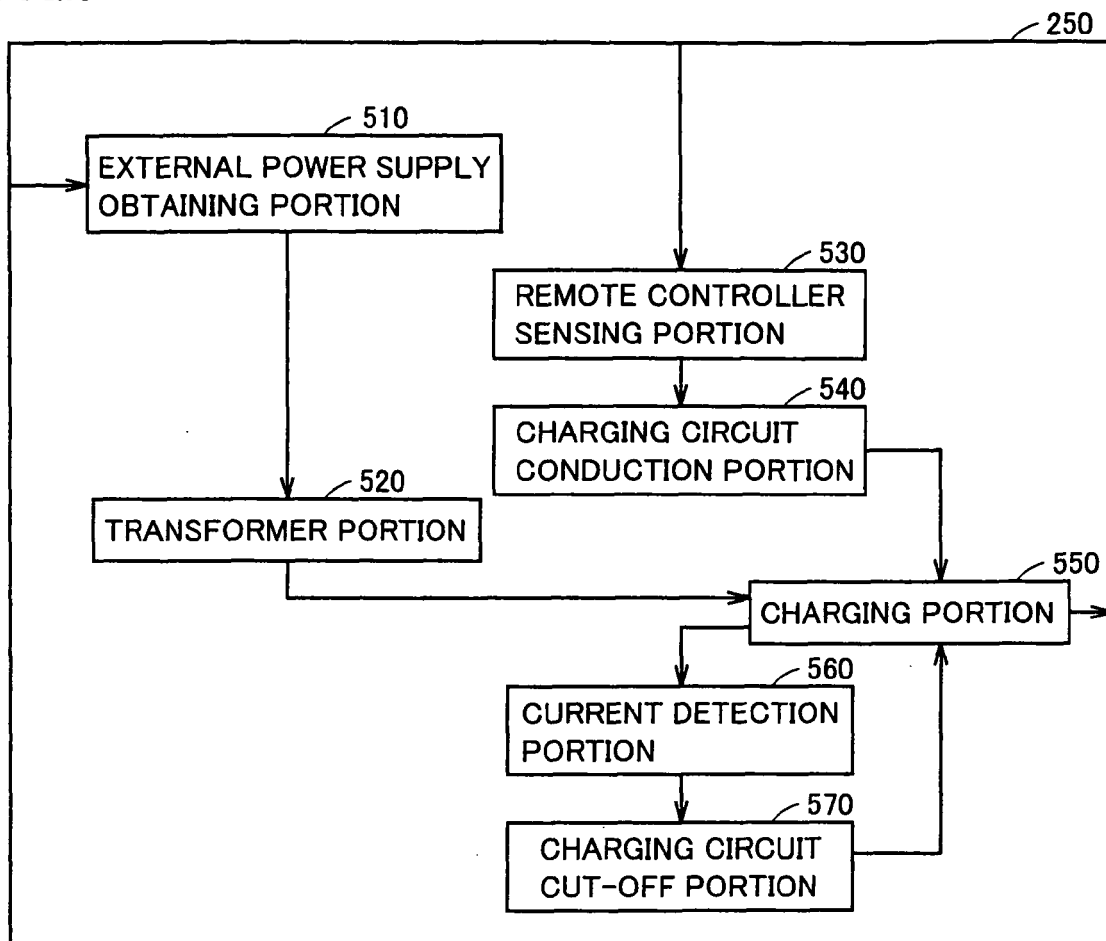 250
510
EXTERNAL POWER SUPPLY
OBTAINING PORTION
530
REMOTE CONTROLLER
SENSING PORTION
540
CHARGING CIRCUIT
CONDUCTION PORTION
520
TRANSFORMER PORTION
550
CHARGING PORTION
560
CURRENT DETECTION
PORTION
570
CHARGING CIRCUIT
CUT-OFF PORTION